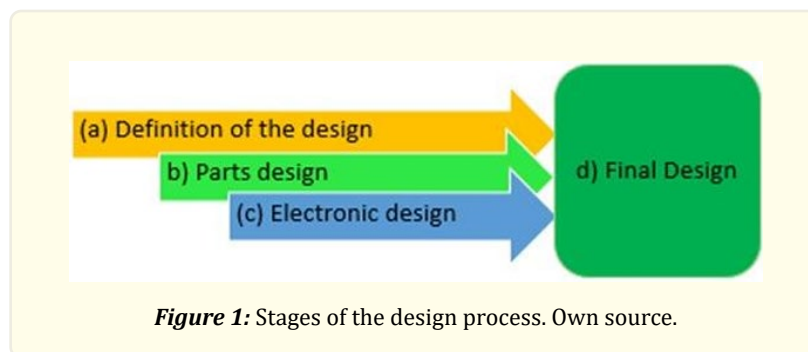 (a) Definition of the design
b) Parts design
d) Final Design
(c) Electronic design
Figure 1: Stages of the design process. Own source.